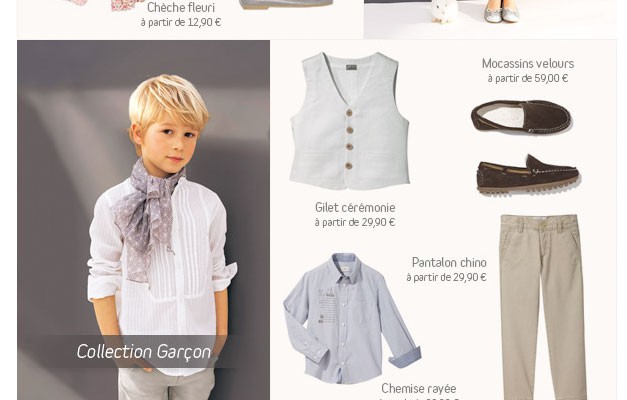 Chèche fleuri
à partir de 12,90 €
Mocassins velours
à partir de 59,00 €
Gilet cérémonie
à partir de 29,90 €
Pantalon chino
à partir de 29,90 €
Collection Garçon
Chemise rayée